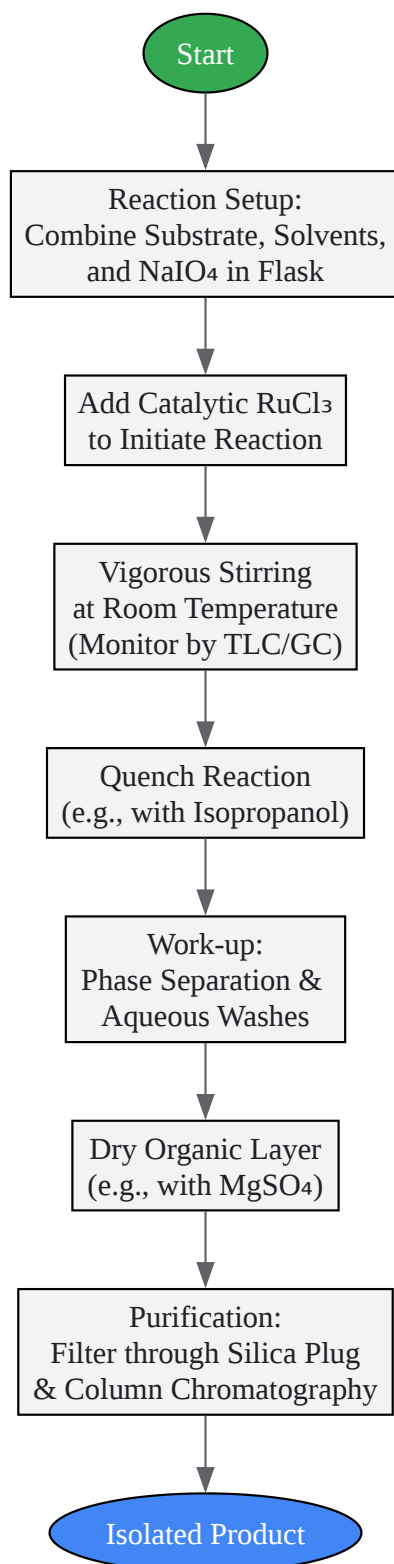 Start
Reaction Setup:
Combine Substrate, Solvents,
and NaIO₄ in Flask
Add Catalytic RuCl₃
to Initiate Reaction
Vigorous Stirring
at Room Temperature
(Monitor by TLC/GC)
Quench Reaction
(e.g., with Isopropanol)
Work-up:
Phase Separation &
Aqueous Washes
Dry Organic Layer
(e.g., with MgSO₄)
Purification:
Filter through Silica Plug
& Column Chromatography
Isolated Product